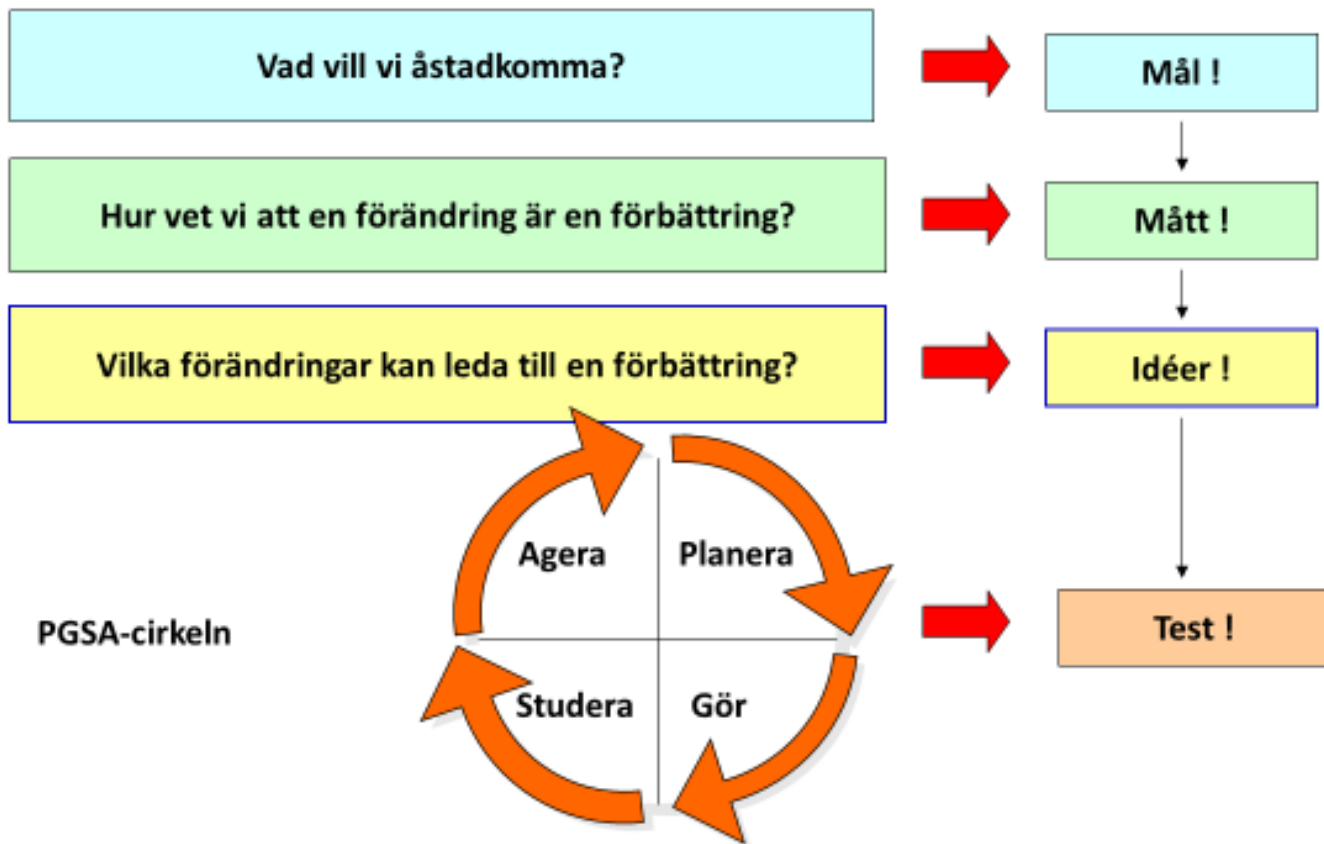 Vad vill vi åstadkomma?
Mål !
Hur vet vi att en förändring är en förbättring?
Mått !
Vilka förändringar kan leda till en förbättring?
Idéer !
Agera
Planera
PGSA-cirkeln
Test !
Studera
Gör